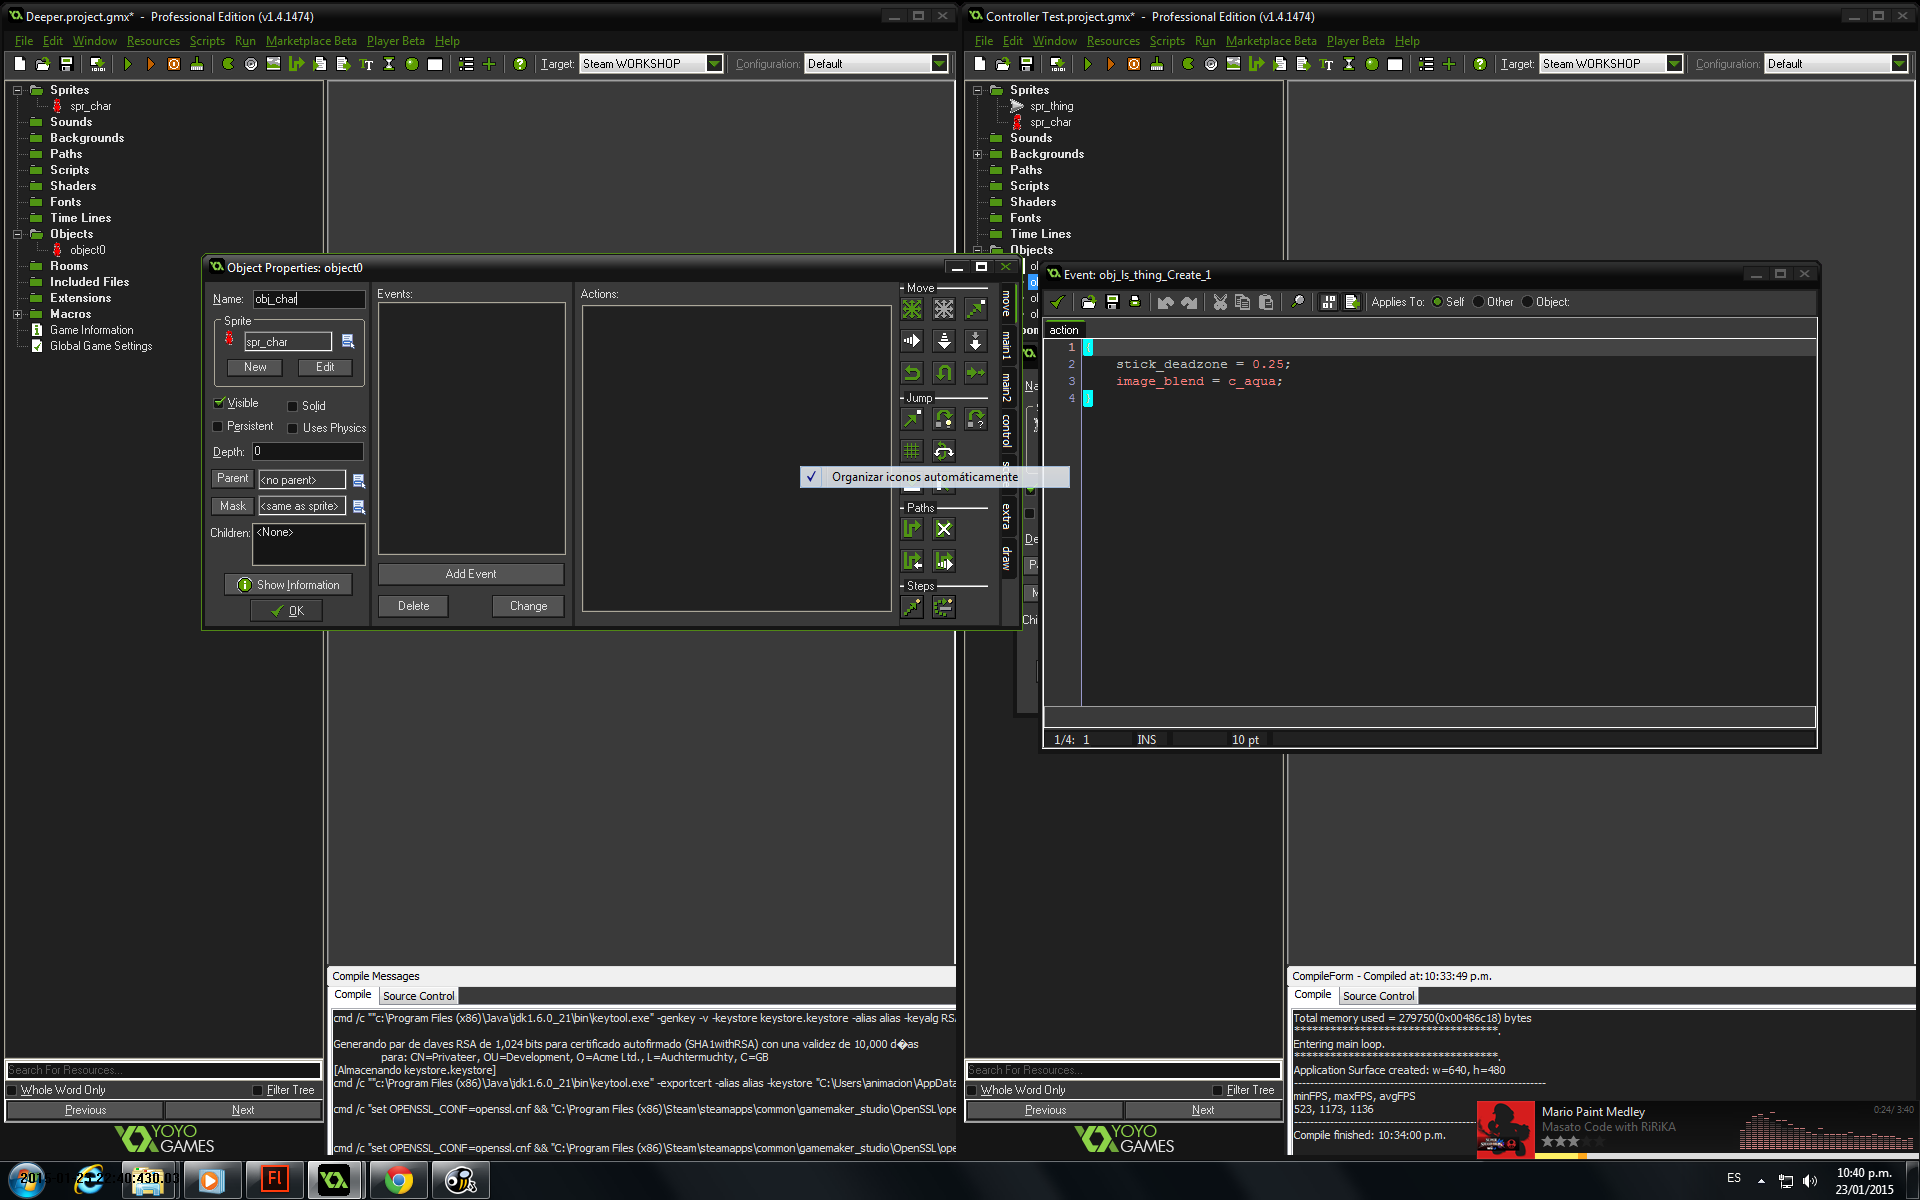 Deeper.project.gmx* - Professional Edition (v1.4.1474)
File Edit Window Resources Scripts Run Marketplace Beta Player Beta Help
Target: Steam WORKSHOP Configuration: Default
Sprites
spr_char
Sounds
Backgrounds
Paths
Scripts
Shaders
Fonts
Time Lines
Objects
object0
Rooms
Included Files
Extensions
Macros
Game Information
Global Game Settings
Object Properties: object0
Name: obj_char
Sprite
spr_char
New Edit
Visible Solid
Persistent Uses Physics
Depth: 0
Parent <no parent>
Mask <same as sprite>
Children: <None>
Show Information
OK
Events:
Add Event
Delete Change
Actions:
Move
Jump
Paths
Steps
move
main1
main2
control
extra
draw
Organizar iconos automáticamente
Compile Messages
Compile Source Control
cmd /c ""c:\Program Files (x86)\Java\jdk1.6.0_21\bin\keytool.exe" -genkey -v -keystore keystore.keystore -alias alias -keyalg RS
Generando par de claves RSA de 1,024 bits para certificado autofirmado (SHA1withRSA) con una validez de 10,000 d�as
para: CN=Privateer, OU=Development, O=Acme Ltd., L=Auchtermuchty, C=GB
[Almacenando keystore.keystore]
cmd /c ""c:\Program Files (x86)\Java\jdk1.6.0_21\bin\keytool.exe" -exportcert -alias alias -keystore "C:\Users\animacion\AppData
cmd /c "set OPENSSL_CONF=openssl.cnf && "C:\Program Files (x86)\Steam\steamapps\common\gamemaker_studio\OpenSSL\ope
cmd /c "set OPENSSL_CONF=openssl.cnf && "C:\Program Files (x86)\Steam\steamapps\common\gamemaker_studio\OpenSSL\ope
Search For Resources...
Whole Word Only Filter Tree
Previous Next
YOYO GAMES
Controller Test.project.gmx* - Professional Edition (v1.4.1474)
File Edit Window Resources Scripts Run Marketplace Beta Player Beta Help
Target: Steam WORKSHOP Configuration: Default
Sprites
spr_thing
spr_char
Sounds
Backgrounds
Paths
Scripts
Shaders
Fonts
Time Lines
Objects
Event: obj_ls_thing_Create_1
Applies To: Self Other Object:
action
1 {
2 stick_deadzone = 0.25;
3 image_blend = c_aqua;
4 }
1/4: 1 INS 10 pt
CompileForm - Compiled at: 10:33:49 p.m.
Compile Source Control
Total memory used = 279750(0x00486c18) bytes
***********************************.
Entering main loop.
***********************************.
Application Surface created: w=640, h=480
minFPS, maxFPS, avgFPS
523, 1173, 1136
Compile finished: 10:34:00 p.m.
Search For Resources...
Whole Word Only Filter Tree
Previous Next
YOYO GAMES
Mario Paint Medley
Masato Code with RiRiKA
0:24/ 3:40
Fl
ES
10:40 p.m.
23/01/2015